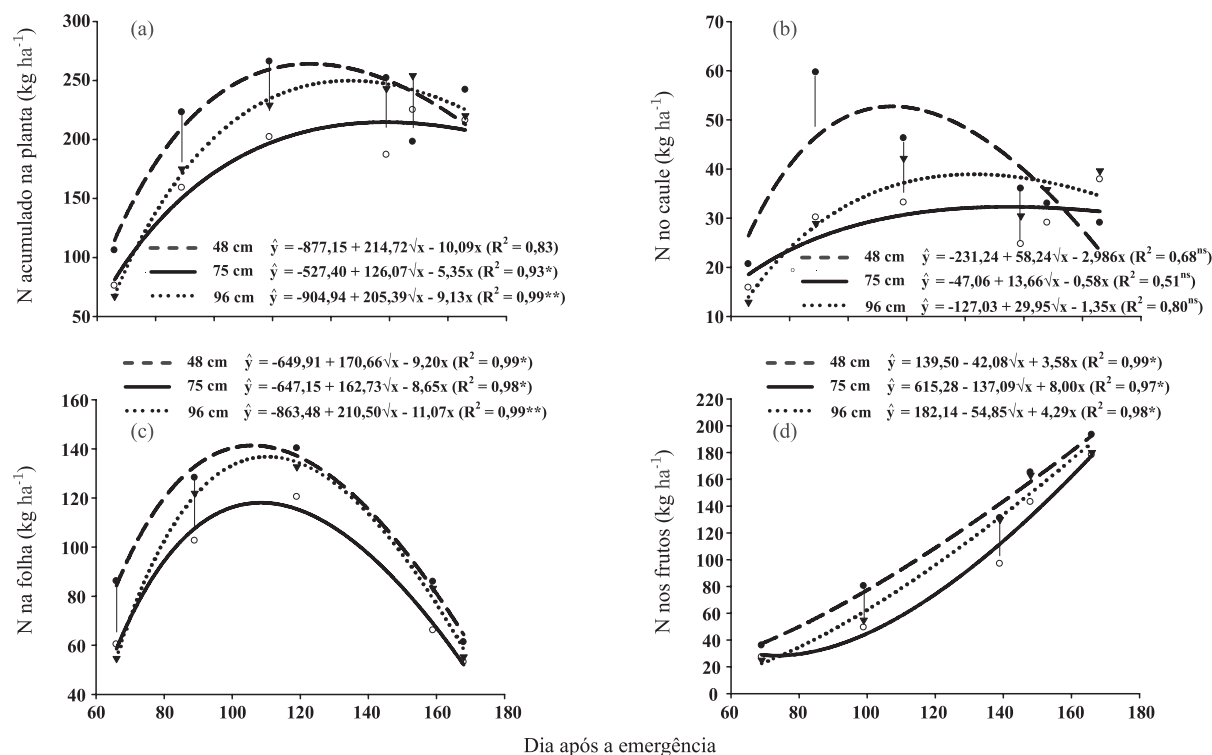 (a)
N acumulado na planta (kg ha-1)
300
250
200
150
100
50
48 cm ŷ = -877,15 + 214,72√x - 10,09x (R2 = 0,83)
75 cm ŷ = -527,40 + 126,07√x - 5,35x (R2 = 0,93*)
96 cm ŷ = -904,94 + 205,39√x - 9,13x (R2 = 0,99**)
(b)
N no caule (kg ha-1)
70
60
50
40
30
20
10
48 cm ŷ = -231,24 + 58,24√x - 2,986x (R2 = 0,68ns)
75 cm ŷ = -47,06 + 13,66√x - 0,58x (R2 = 0,51ns)
96 cm ŷ = -127,03 + 29,95√x - 1,35x (R2 = 0,80ns)
48 cm ŷ = -649,91 + 170,66√x - 9,20x (R2 = 0,99*)
75 cm ŷ = -647,15 + 162,73√x - 8,65x (R2 = 0,98*)
96 cm ŷ = -863,48 + 210,50√x - 11,07x (R2 = 0,99**)
(c)
N na folha (kg ha-1)
160
140
120
100
80
60
40
60 80 100 120 140 160 180
48 cm ŷ = 139,50 - 42,08√x + 3,58x (R2 = 0,99*)
75 cm ŷ = 615,28 - 137,09√x + 8,00x (R2 = 0,97*)
96 cm ŷ = 182,14 - 54,85√x + 4,29x (R2 = 0,98*)
(d)
N nos frutos (kg ha-1)
220
200
180
160
140
120
100
80
60
40
20
0
60 80 100 120 140 160 180
Dia após a emergência